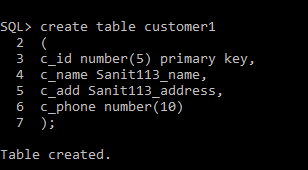 SQL> create table customer1
2 (
3 c_id number(5) primary key,
4 c_name Sanit113_name,
5 c_add Sanit113_address,
6 c_phone number(10)
7 );
Table created.